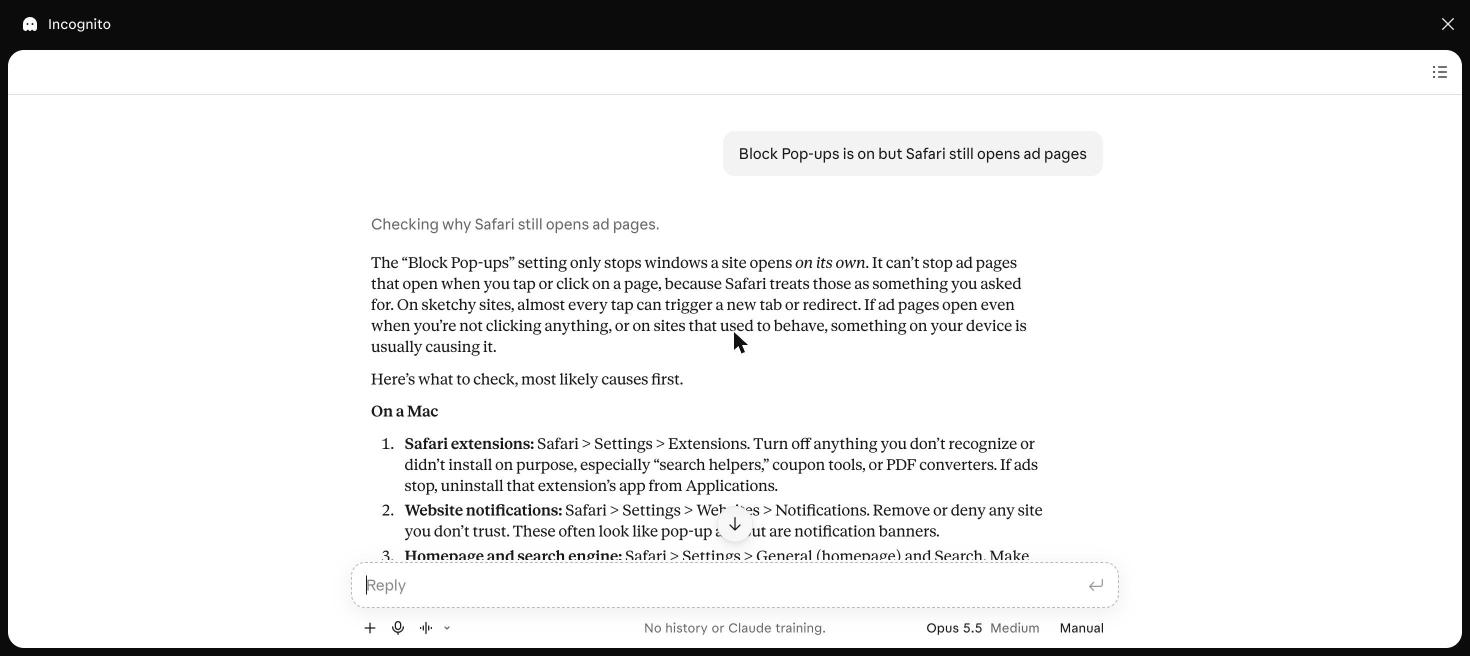 Incognito
Block Pop-ups is on but Safari still opens ad pages
Checking why Safari still opens ad pages.
The “Block Pop-ups” setting only stops windows a site opens on its own. It can’t stop ad pages
that open when you tap or click on a page, because Safari treats those as something you asked
for. On sketchy sites, almost every tap can trigger a new tab or redirect. If ad pages open even
when you’re not clicking anything, or on sites that used to behave, something on your device is
usually causing it.
Here’s what to check, most likely causes first.
On a Mac
1. Safari extensions: Safari > Settings > Extensions. Turn off anything you don’t recognize or
didn’t install on purpose, especially “search helpers,” coupon tools, or PDF converters. If ads
stop, uninstall that extension’s app from Applications.
2. Website notifications: Safari > Settings > Websites > Notifications. Remove or deny any site
you don’t trust. These often look like pop-up but are notification banners.
3. Homepage and search engine: Safari > Settings > General (homepage) and Search. Make
Reply
No history or Claude training.
Opus 5.5 Medium
Manual